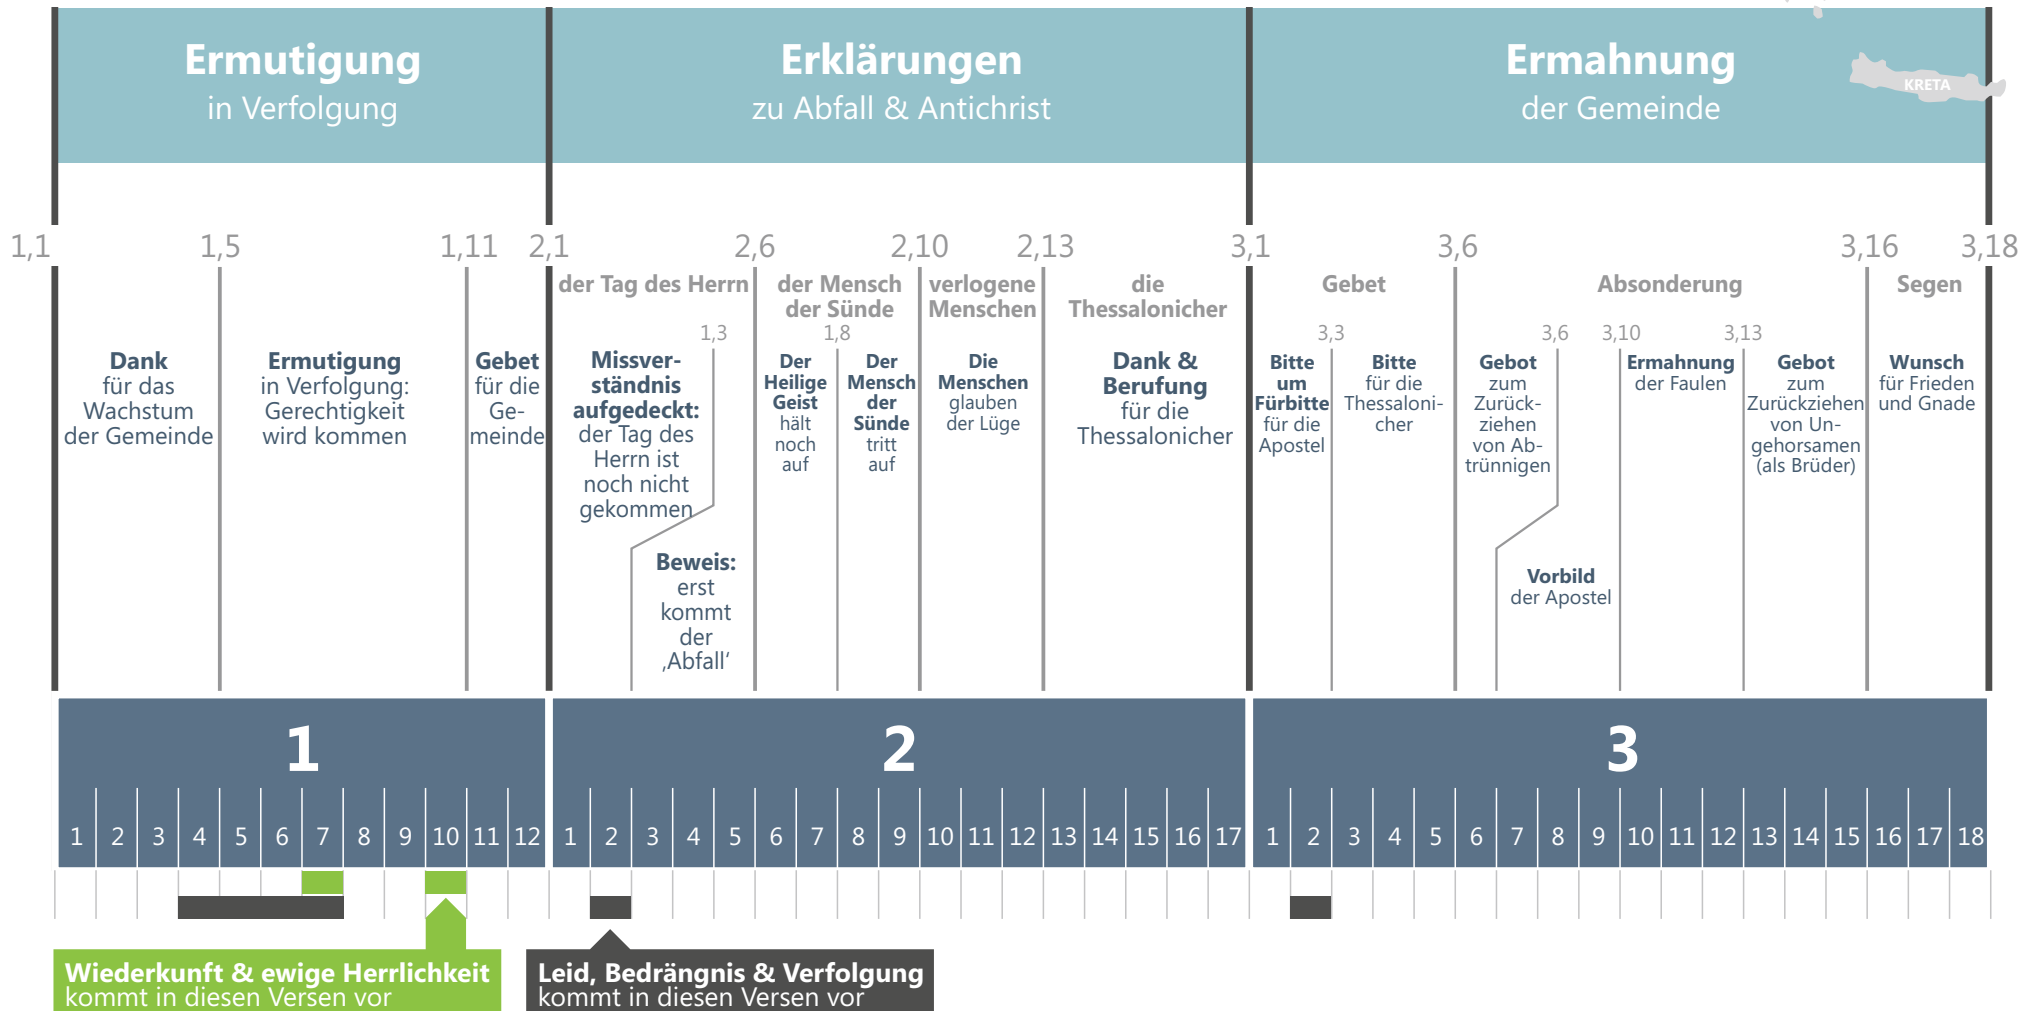 Ermutigung
in Verfolgung
Erklärungen
zu Abfall & Antichrist
Ermahnung
der Gemeinde
KRETA
1,1
1,5
1,11
2,1
2,6
2,10
2,13
3,1
3,6
3,16
3,18
der Tag des Herrn
der Mensch
der Sünde
verlogene
Menschen
die
Thessalonicher
Gebet
Absonderung
Segen
1,3
1,8
3,3
3,6
3,10
3,13
Dank
für das
Wachstum
der Gemeinde
Ermutigung
in Verfolgung:
Gerechtigkeit
wird kommen
Gebet
für die
Ge-
meinde
Missver-
ständnis
aufgedeckt:
der Tag des
Herrn ist
noch nicht
gekommen
Beweis:
erst
kommt
der
‚Abfall‘
Der
Heilige
Geist
hält
noch
auf
Der
Mensch
der
Sünde
tritt
auf
Die
Menschen
glauben
der Lüge
Dank &
Berufung
für die
Thessalonicher
Bitte
um
Fürbitte
für die
Apostel
Bitte
für die
Thessaloni-
cher
Gebot
zum
Zurück-
ziehen
von Ab-
trünnigen
Vorbild
der Apostel
Ermahnung
der Faulen
Gebot
zum
Zurückziehen
von Un-
gehorsamen
(als Brüder)
Wunsch
für Frieden
und Gnade
1
2
3
1 2 3 4 5 6 7 8 9 10 11 12
1 2 3 4 5 6 7 8 9 10 11 12 13 14 15 16 17
1 2 3 4 5 6 7 8 9 10 11 12 13 14 15 16 17 18
Wiederkunft & ewige Herrlichkeit
kommt in diesen Versen vor
Leid, Bedrängnis & Verfolgung
kommt in diesen Versen vor